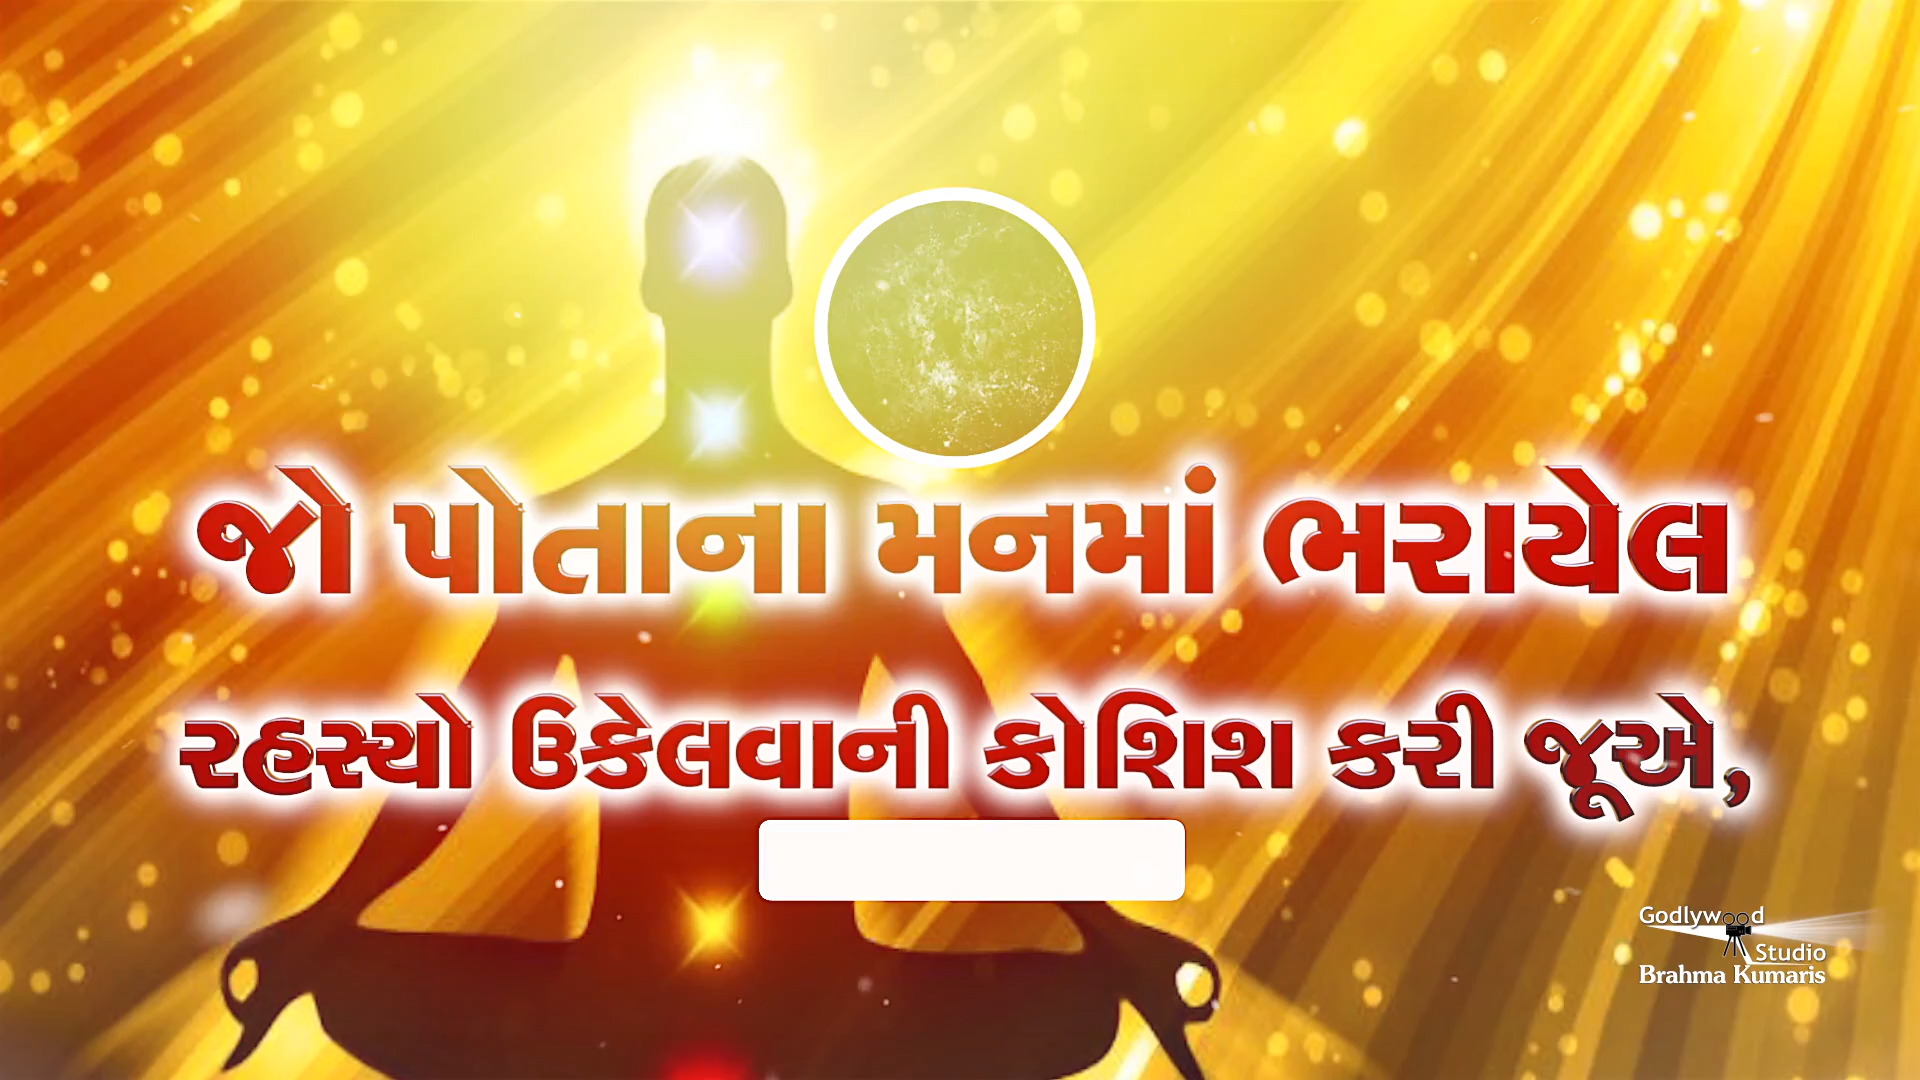 જો પોતાના મનમાં ભરાયેલ
રહસ્યો ઉકેલવાની કોશિશ કરી જૂએ,
Godlywood
Studio
Brahma Kumaris